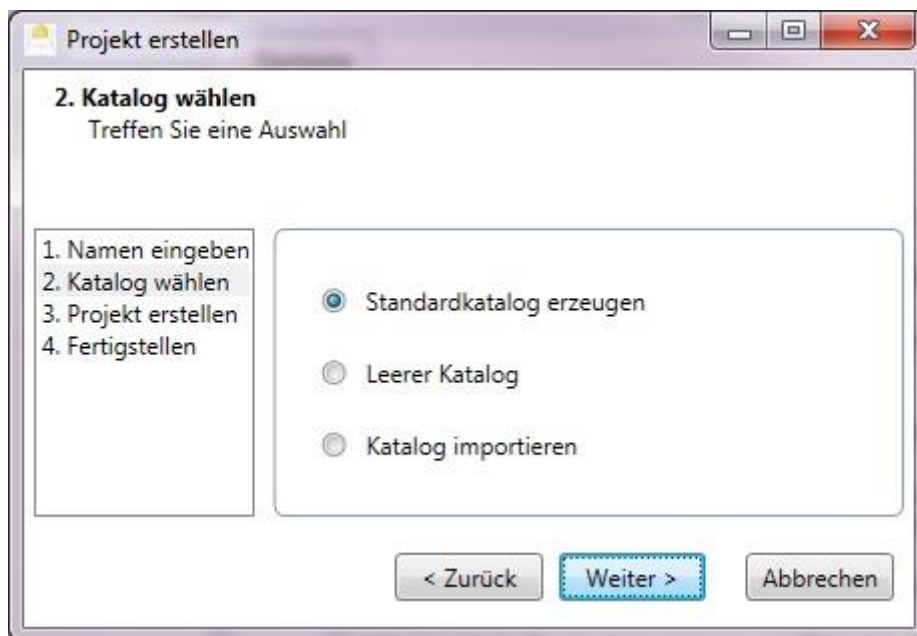 Projekt erstellen
2. Katalog wählen
Treffen Sie eine Auswahl
1. Namen eingeben
2. Katalog wählen
3. Projekt erstellen
4. Fertigstellen
Standardkatalog erzeugen
Leerer Katalog
Katalog importieren
< Zurück
Weiter >
Abbrechen